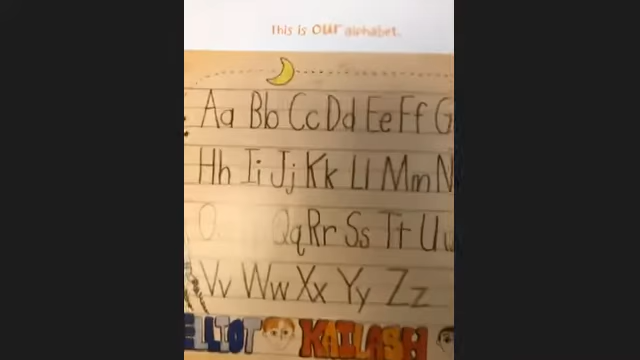 This is our alphabet.
Aa Bb Cc Dd Ee Ff G
Hh Ii Jj Kk Ll Mm N
O Qq Rr Ss Tt Uu
Vv Ww Xx Yy Zz
ELLIOT KAILASH